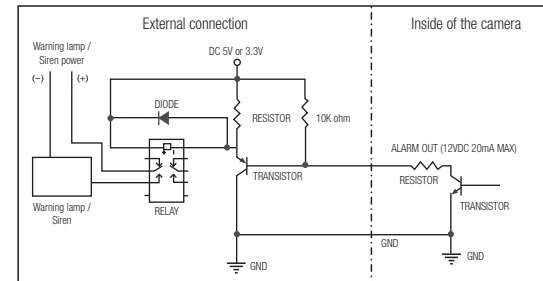 External connection
Inside of the camera
Warning lamp /
Siren power
(−)
(+)
DC 5V or 3.3V
DIODE
RESISTOR
10K ohm
ALARM OUT (12VDC 20mA MAX)
+
TRANSISTOR
RESISTOR
Warning lamp /
Siren
RELAY
TRANSISTOR
GND
GND
GND